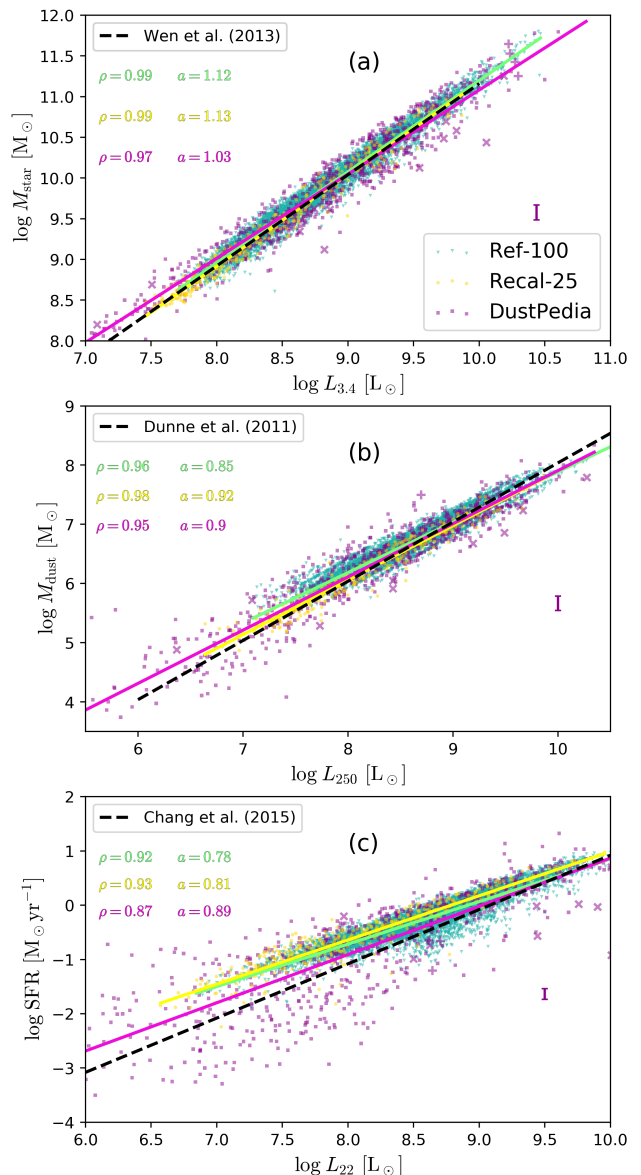 12.0
11.5
11.0
10.5
10.0
9.5
9.0
8.5
8.0
log M_star [M_⊙]
Wen et al. (2013)
(a)
ρ = 0.99 a = 1.12
ρ = 0.99 a = 1.13
ρ = 0.97 a = 1.03
Ref-100
Recal-25
DustPedia
7.0 7.5 8.0 8.5 9.0 9.5 10.0 10.5 11.0
log L_3.4 [L_⊙]
9
8
7
6
5
4
log M_dust [M_⊙]
Dunne et al. (2011)
(b)
ρ = 0.96 a = 0.85
ρ = 0.98 a = 0.92
ρ = 0.95 a = 0.9
6 7 8 9 10
log L_250 [L_⊙]
2
1
0
−1
−2
−3
−4
log SFR [M_⊙ yr⁻¹]
Chang et al. (2015)
(c)
ρ = 0.92 a = 0.78
ρ = 0.93 a = 0.81
ρ = 0.87 a = 0.89
6.0 6.5 7.0 7.5 8.0 8.5 9.0 9.5 10.0
log L_22 [L_⊙]